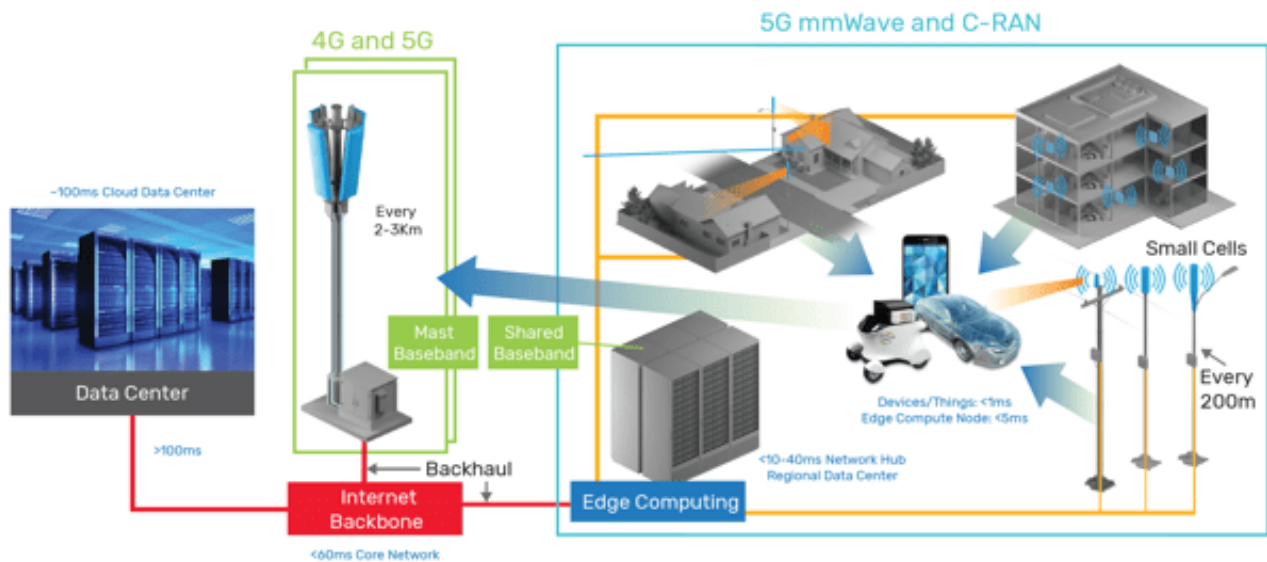 5G mmWave and C-RAN
4G and 5G
~100ms Cloud Data Center
Every
2-3Km
Small Cells
Mast
Baseband
Shared
Baseband
Data Center
Every
200m
Devices/Things: <1ms
Edge Compute Node: <5ms
>100ms
Backhaul
<10-40ms Network Hub
Regional Data Center
Internet
Backbone
Edge Computing
<60ms Core Network